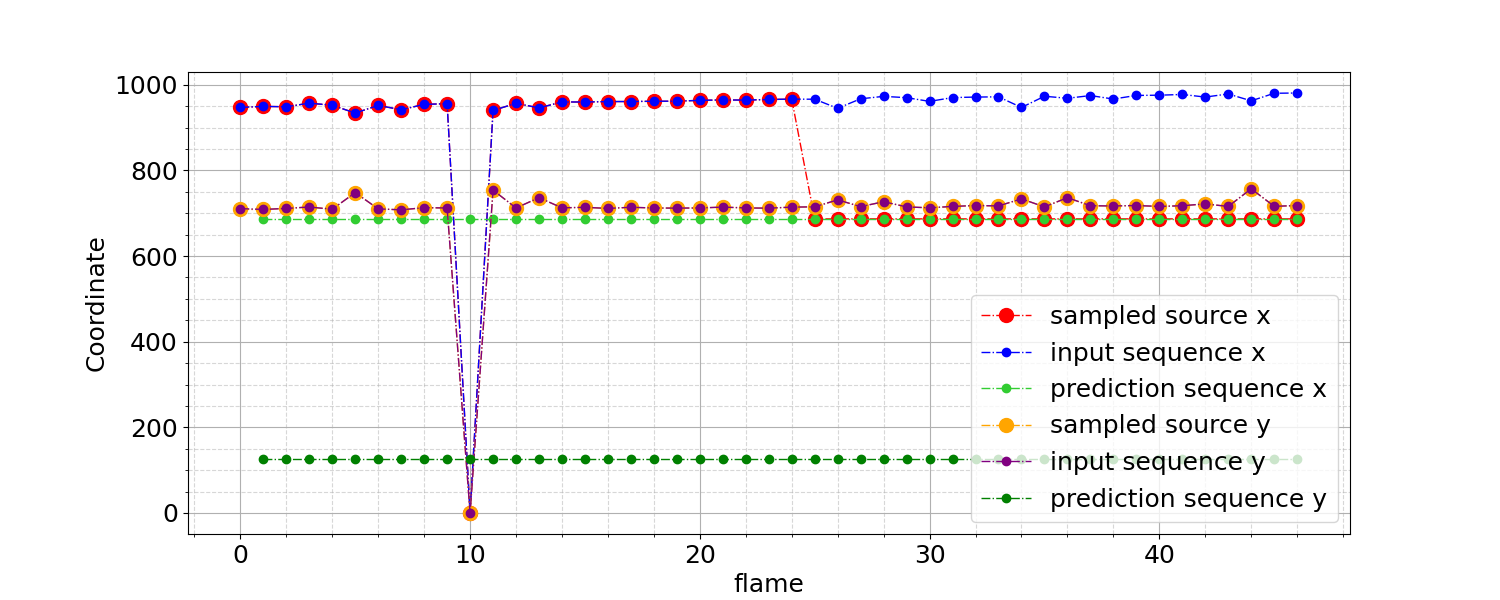 1000
800
600
400
200
0
Coordinate
0 10 20 30 40
flame
sampled source x
input sequence x
prediction sequence x
sampled source y
input sequence y
prediction sequence y